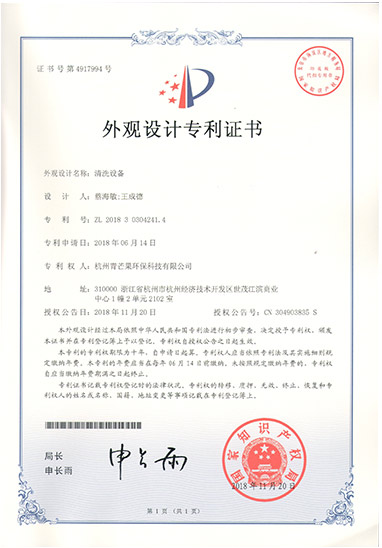 证书号第4917994号
外观设计专利证书
外观设计名称：清洗设备
设计人：蔡海敏;王成德
专利号：ZL 2018 3 0304241.4
专利申请日：2018年06月14日
专利权人：杭州青芒果环保科技有限公司
地址：310000 浙江省杭州市杭州经济技术开发区世茂江滨商业
中心1幢2单元2102室
授权公告日：2018年11月20日 授权公告号：CN 304903835 S
本外观设计经过本局依照中华人民共和国专利法进行初步审查，决定授予专利权，颁发
本证书并在专利登记簿上予以登记。专利权自授权公告之日起生效。
本专利的专利权期限为十年，自申请日起算。专利权人应当依照专利法及其实施细则规
定缴纳年费。本专利的年费应当在每年06月14日前缴纳。未按照规定缴纳年费的，专利权
自应当缴纳年费期满之日起终止。
专利证书记载专利权登记时的法律状况。专利权的转移、质押、无效、终止、恢复和专利
权人的姓名或名称、国籍、地址变更等事项记载在专利登记簿上。
局长
申长雨
申长雨
国家知识产权局
2018年11月20日
第1页（共1页）